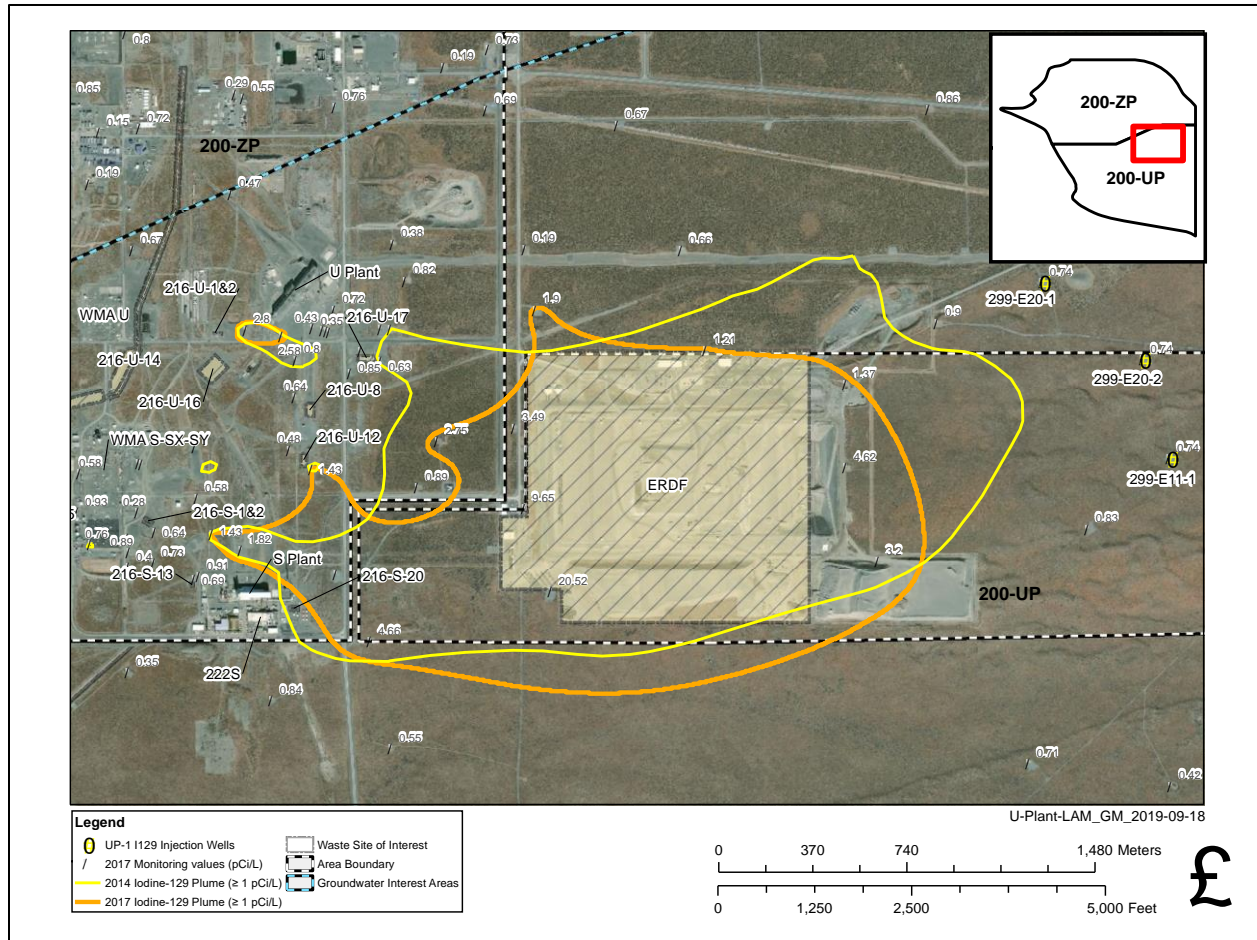 0.8
0.73
0.19
200-ZP
200-UP
0.85
0.29
0.55
0.76
0.69
0.67
0.86
0.15
0.72
200-ZP
0.19
0.47
0.67
0.38
0.19
0.66
0.82
U Plant
0.74
299-E20-1
216-U-1&2
1.9
WMA U
2.8
0.43
0.35
0.72
216-U-17
0.9
2.58
0.8
1.21
0.74
299-E20-2
216-U-14
0.85
0.63
1.37
216-U-16
0.64
216-U-8
3.49
216-U-12
2.75
WMA S-SX-SY
0.48
0.58
1.43
4.62
0.74
299-E11-1
0.89
ERDF
0.93
0.28
0.58
216-S-1&2
9.65
0.83
0.76
0.89
0.64
1.43
0.4
0.73
1.82
0.91
S Plant
3.2
216-S-13
0.69
216-S-20
20.52
200-UP
4.66
0.35
222S
0.84
0.55
0.71
0.42
U-Plant-LAM_GM_2019-09-18
Legend
UP-1 I129 Injection Wells
2017 Monitoring values (pCi/L)
2014 Iodine-129 Plume (≥ 1 pCi/L)
2017 Iodine-129 Plume (≥ 1 pCi/L)
Waste Site of Interest
Area Boundary
Groundwater Interest Areas
0 370 740 1,480 Meters
0 1,250 2,500 5,000 Feet
£